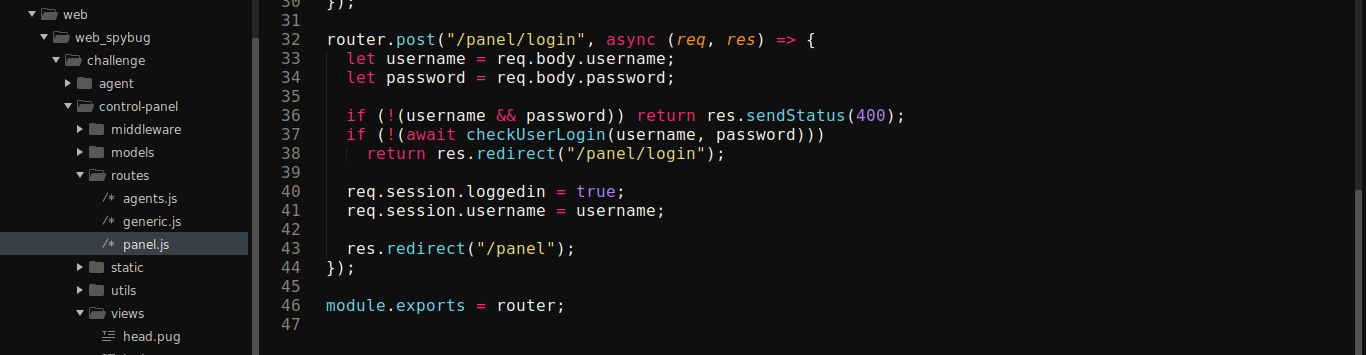 web
web_spybug
challenge
agent
control-panel
middleware
models
routes
/* agents.js
/* generic.js
/* panel.js
static
utils
views
head.pug
30 });
31
32 router.post("/panel/login", async (req, res) => {
33 let username = req.body.username;
34 let password = req.body.password;
35
36 if (!(username && password)) return res.sendStatus(400);
37 if (!(await checkUserLogin(username, password)))
38 return res.redirect("/panel/login");
39
40 req.session.loggedin = true;
41 req.session.username = username;
42
43 res.redirect("/panel");
44 });
45
46 module.exports = router;
47